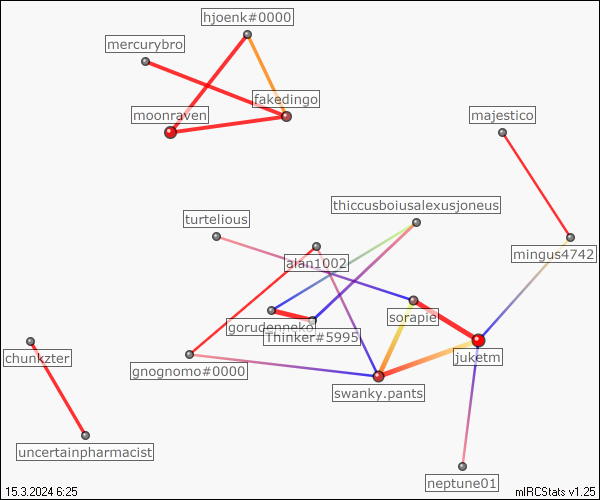 hjoenk#0000
mercurybro
fakedingo
moonraven
majestico
thiccusboiusalexusjoneus
turtelious
mingus4742
alan1002
sorapie
gorudenneko
Thinker#5995
juketm
chunkzter
gnognomo#0000
swanky.pants
uncertainpharmacist
neptune01
15.3.2024 6:25
mIRCStats v1.25